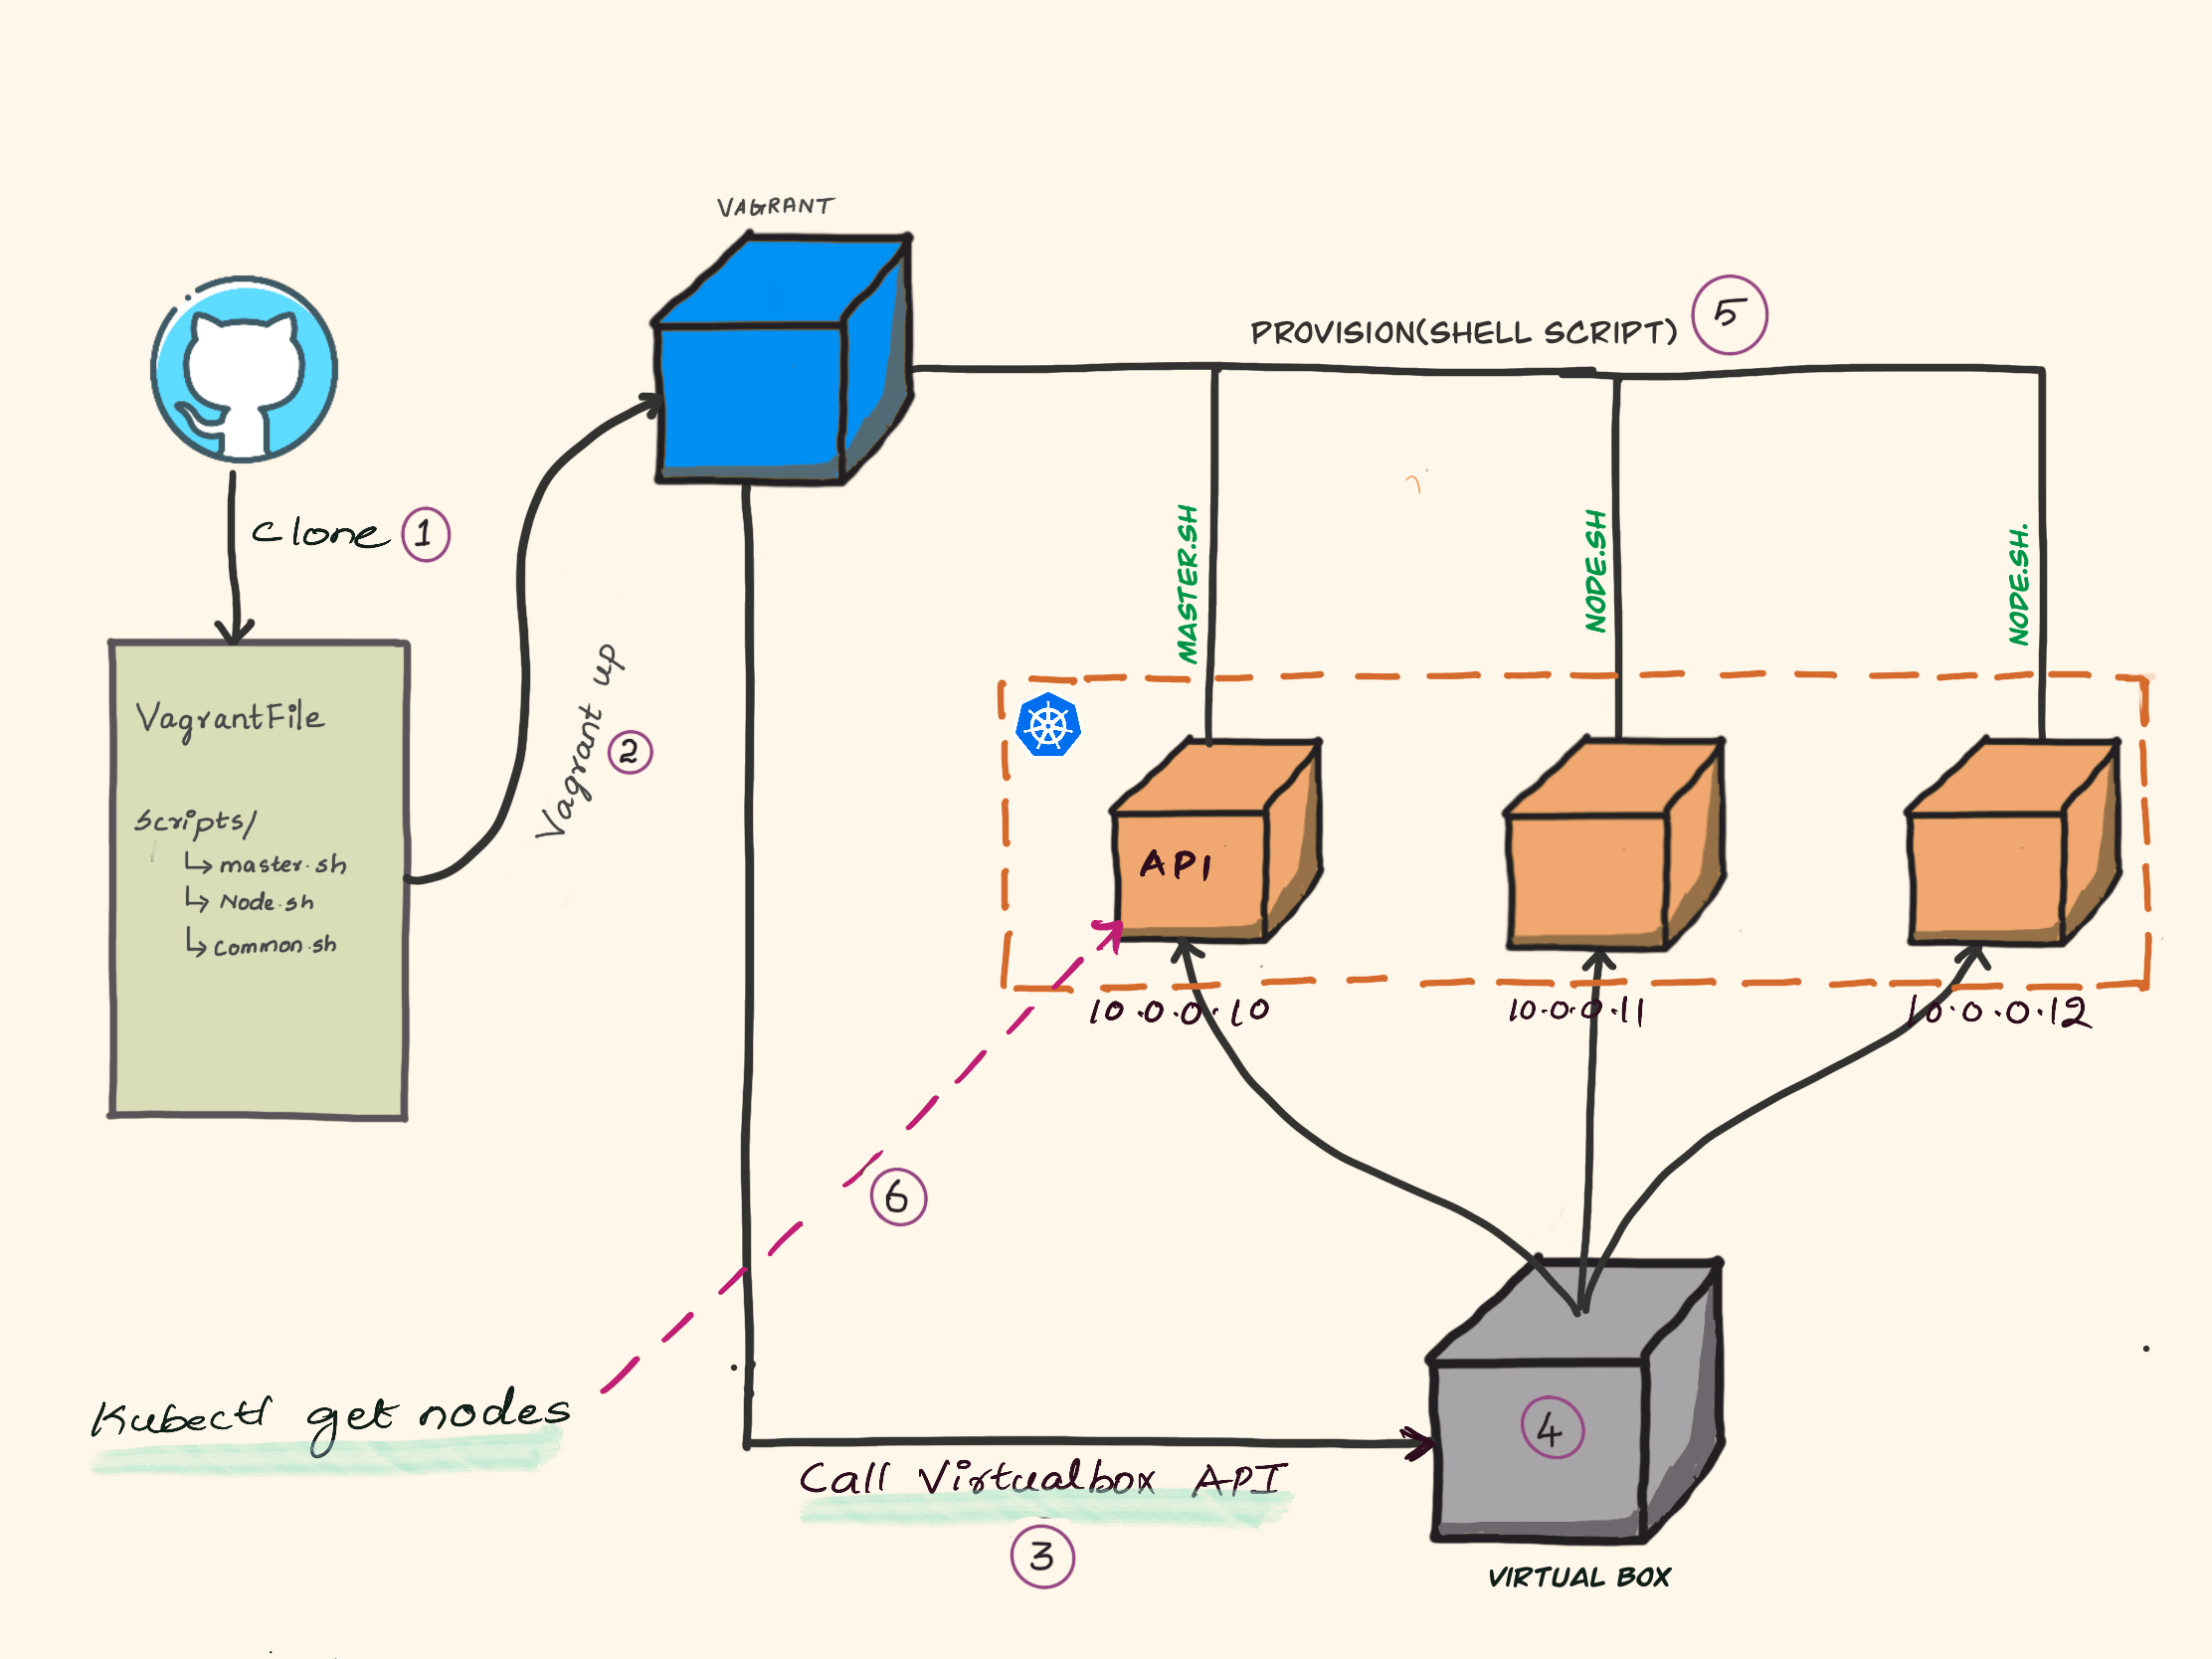 VAGRANT
PROVISION(SHELL SCRIPT) 5
Clone 1
MASTER.SH
NODE.SH
NODE.SH.
Vagrant up
2
VagrantFile
Scripts/
master.sh
Node.sh
common.sh
API
10.0.0.10
10.0.0.11
10.0.0.12
6
Kubectl get nodes
Call Virtualbox API
3
4
VIRTUAL BOX